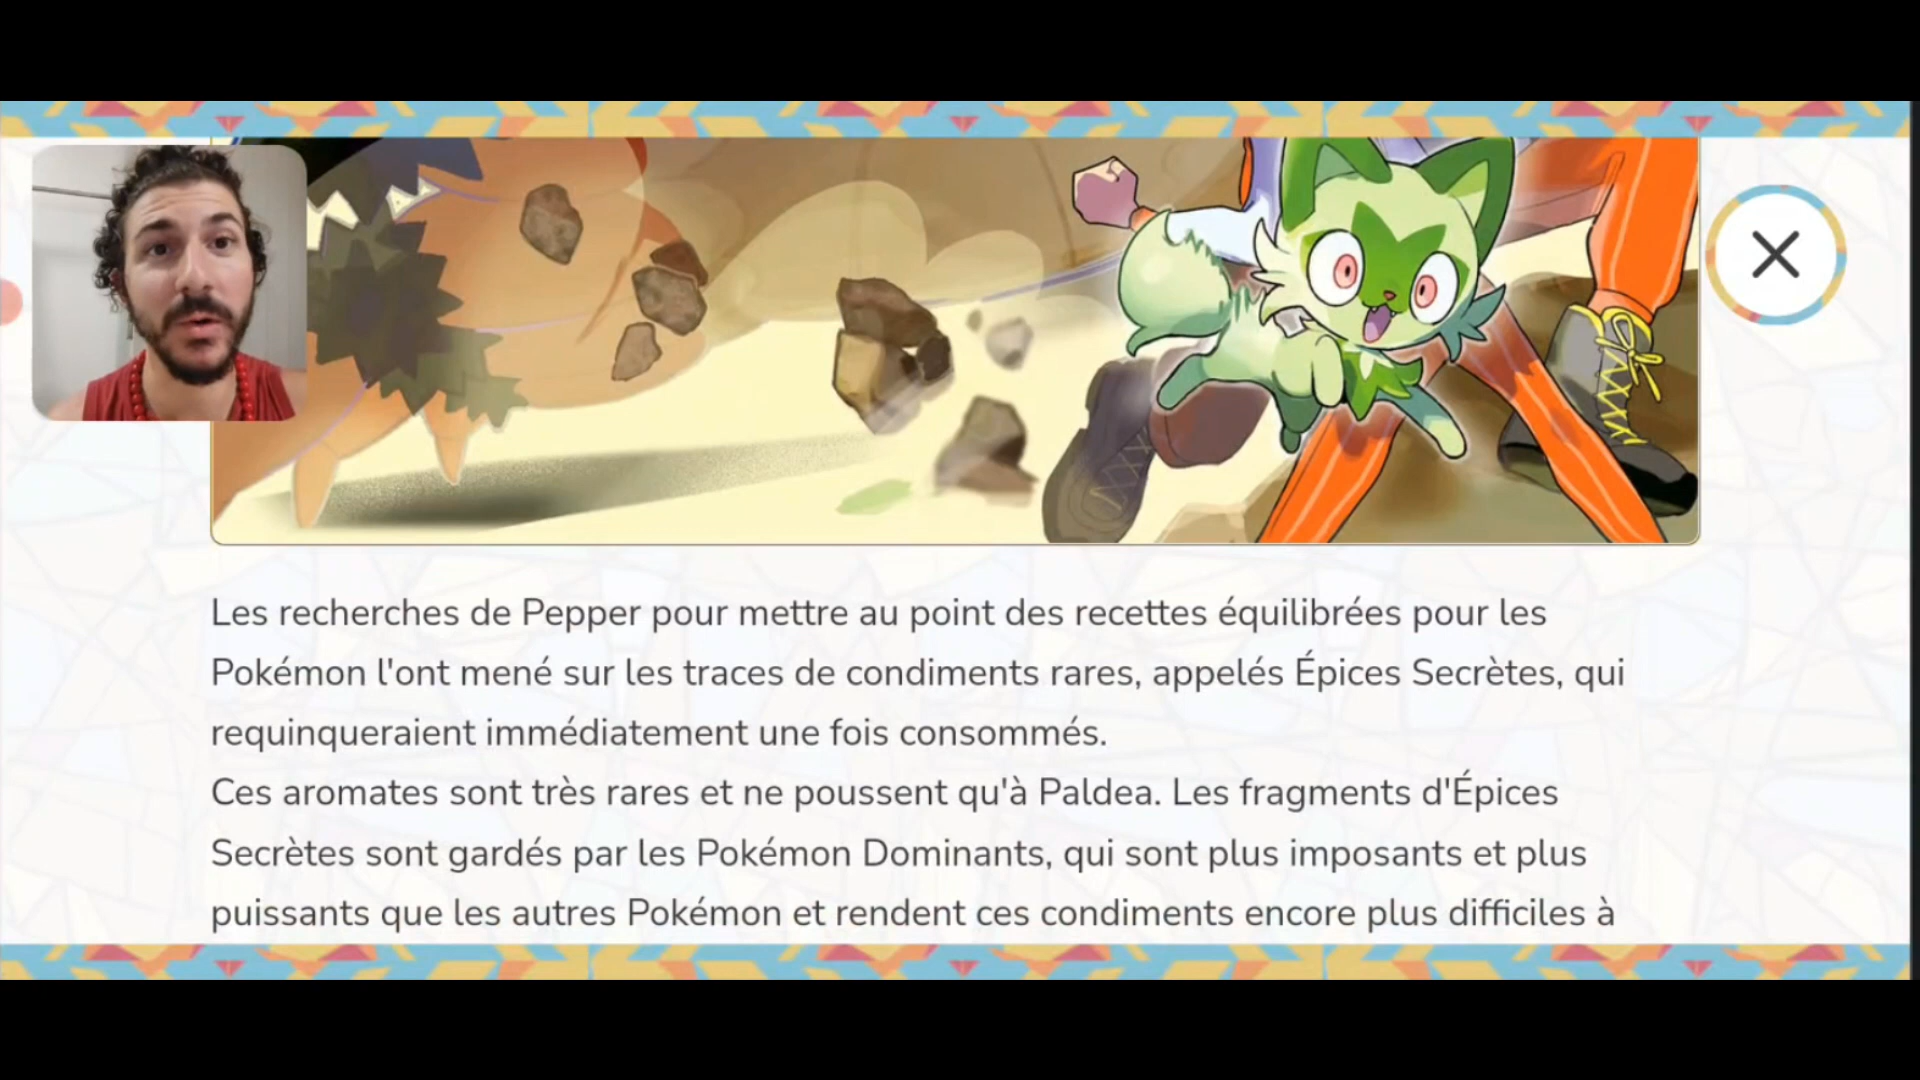 Les recherches de Pepper pour mettre au point des recettes équilibrées pour les
Pokémon l'ont mené sur les traces de condiments rares, appelés Épices Secrètes, qui
requinqueraient immédiatement une fois consommés.
Ces aromates sont très rares et ne poussent qu'à Paldea. Les fragments d'Épices
Secrètes sont gardés par les Pokémon Dominants, qui sont plus imposants et plus
puissants que les autres Pokémon et rendent ces condiments encore plus difficiles à